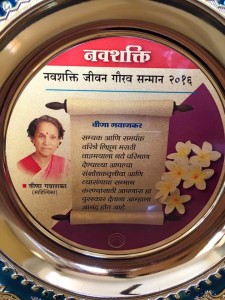 नवशक्ति
नवशक्ति जीवन गौरव सन्मान २०१६
वीणा गवाणकर
सम्यक आणि समर्पक
चरित्रे लिहून मराठी
वाङ्मयाला नवे परिमाण
देणाऱ्या आपल्या
संशोधकवृत्तीचा आणि
व्यासंगाचा सन्मान
करण्यासाठी आपणास हा
पुरस्कार देताना आम्हाला
आनंद होत आहे
वीणा गवाणकर
(साहित्यिका)